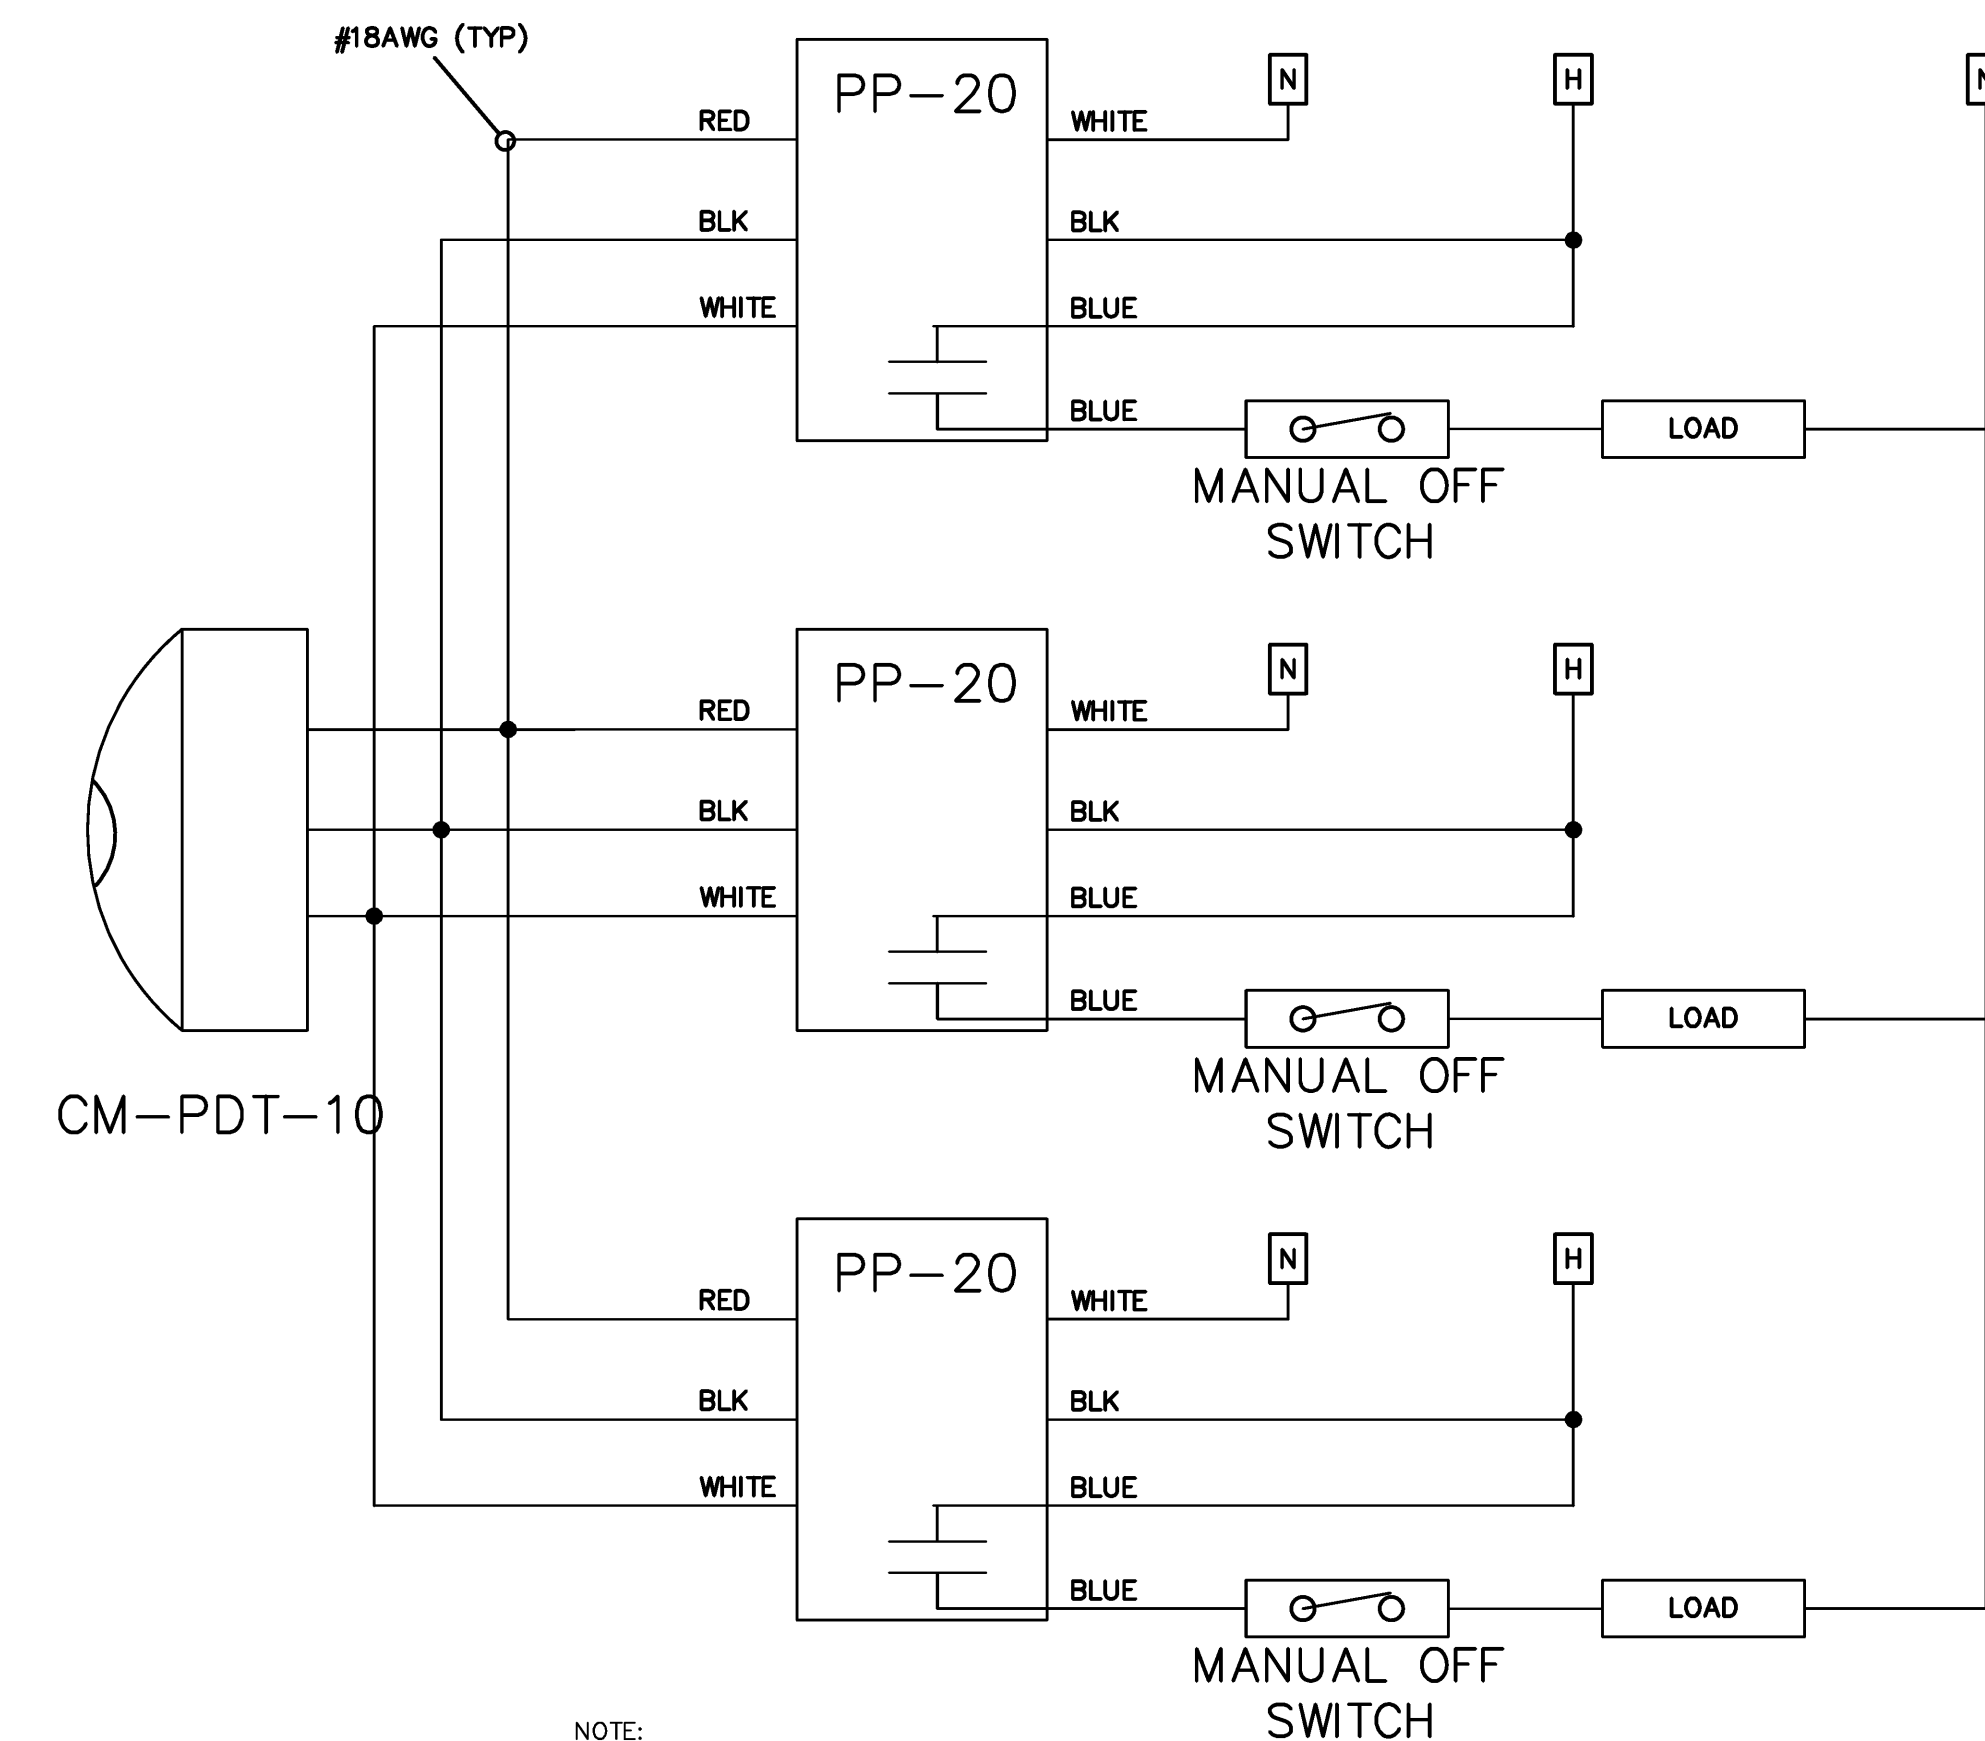 #18AWG (TYP)
PP-20
N
H
RED
WHITE
BLK
BLK
WHITE
BLUE
BLUE
LOAD
MANUAL OFF
SWITCH
PP-20
N
H
RED
WHITE
BLK
BLK
WHITE
BLUE
BLUE
LOAD
MANUAL OFF
SWITCH
CM-PDT-10
PP-20
N
H
RED
WHITE
BLK
BLK
WHITE
BLUE
BLUE
LOAD
MANUAL OFF
SWITCH
NOTE: